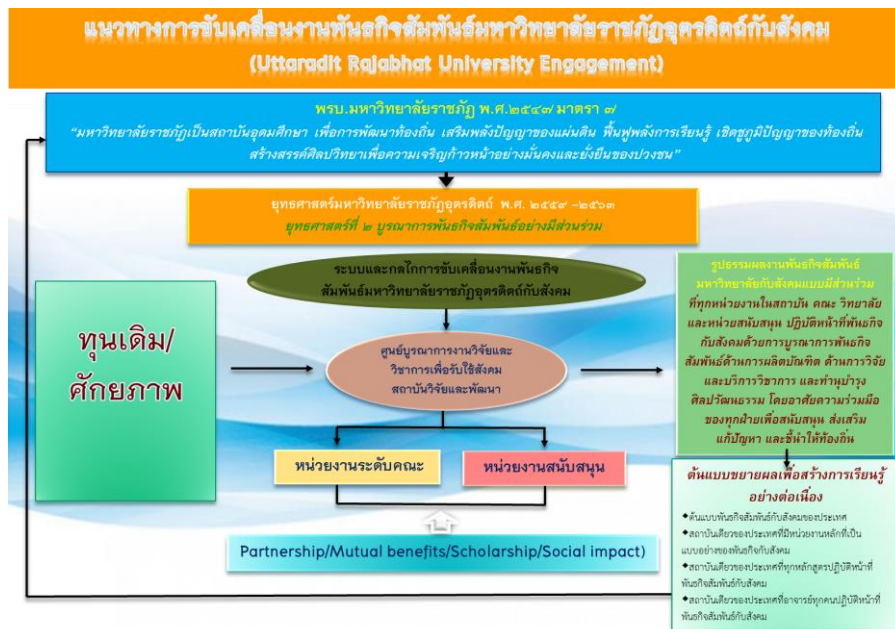 แนวทางการขับเคลื่อนงานพันธกิจสัมพันธ์มหาวิทยาลัยราชภัฏอุตรดิตถ์กับสังคม
(Uttaradit Rajabhat University Engagement)
พรบ.มหาวิทยาลัยราชภัฏ พ.ศ.๒๕๔๗ มาตรา ๗
“มหาวิทยาลัยราชภัฏเป็นสถาบันอุดมศึกษา เพื่อการพัฒนาท้องถิ่น เสริมพลังปัญญาของแผ่นดิน ฟื้นฟูพลังการเรียนรู้ เชิดชูภูมิปัญญาของท้องถิ่น
สร้างสรรค์ศิลปวิทยาเพื่อความเจริญก้าวหน้าอย่างมั่นคงและยั่งยืนของปวงชน”
ยุทธศาสตร์มหาวิทยาลัยราชภัฏอุตรดิตถ์ พ.ศ. ๒๕๕๙ -๒๕๖๓
ยุทธศาสตร์ที่ ๒ บูรณาการพันธกิจสัมพันธ์อย่างมีส่วนร่วม
ระบบและกลไกการขับเคลื่อนงานพันธกิจ
สัมพันธ์มหาวิทยาลัยราชภัฏอุตรดิตถ์กับสังคม
ทุนเดิม/
ศักยภาพ
ศูนย์บูรณาการงานวิจัยและ
วิชาการเพื่อรับใช้สังคม
สถาบันวิจัยและพัฒนา
หน่วยงานระดับคณะ
หน่วยงานสนับสนุน
Partnership/Mutual benefits/Scholarship/Social impact)
รูปธรรมผลงานพันธกิจสัมพันธ์
มหาวิทยาลัยกับสังคมแบบมีส่วนร่วม
ที่ทุกหน่วยงานในสถาบัน คณะ วิทยาลัย
และหน่วยสนับสนุน ปฏิบัติหน้าที่พันธกิจ
กับสังคมด้วยการบูรณาการพันธกิจ
สัมพันธ์ด้านการผลิตบัณฑิต ด้านการวิจัย
และบริการวิชาการ และทำนุบำรุง
ศิลปวัฒนธรรม โดยอาศัยความร่วมมือ
ของทุกฝ่ายเพื่อสนับสนุน ส่งเสริม
แก้ปัญหา และชี้นำให้ท้องถิ่น
ต้นแบบขยายผลเพื่อสร้างการเรียนรู้
อย่างต่อเนื่อง
◆ต้นแบบพันธกิจสัมพันธ์กับสังคมของประเทศ
◆สถาบันเดียวของประเทศที่มีหน่วยงานหลักที่เป็น
แบบอย่างของพันธกิจกับสังคม
◆สถาบันเดียวของประเทศที่ทุกหลักสูตรปฏิบัติหน้าที่
พันธกิจสัมพันธ์กับสังคม
◆สถาบันเดียวของประเทศที่อาจารย์ทุกคนปฏิบัติหน้าที่
พันธกิจสัมพันธ์กับสังคม